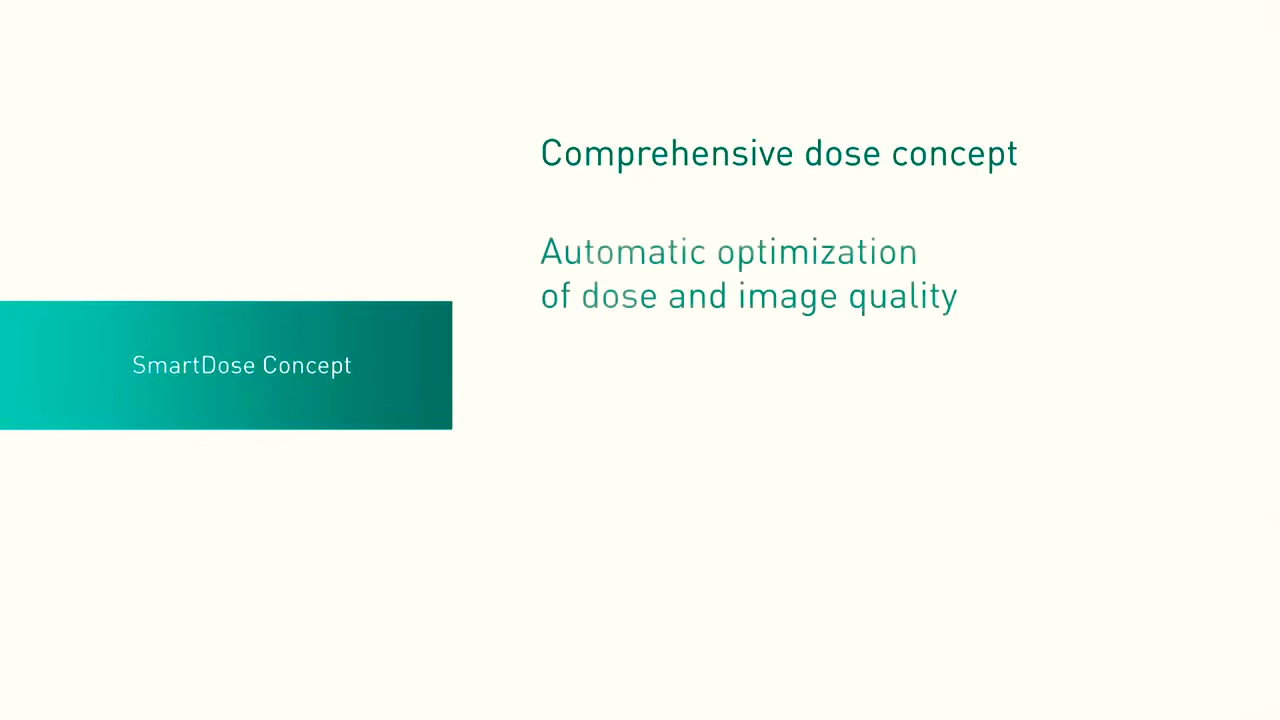 Comprehensive dose concept
Automatic optimization
of dose and image quality
SmartDose Concept